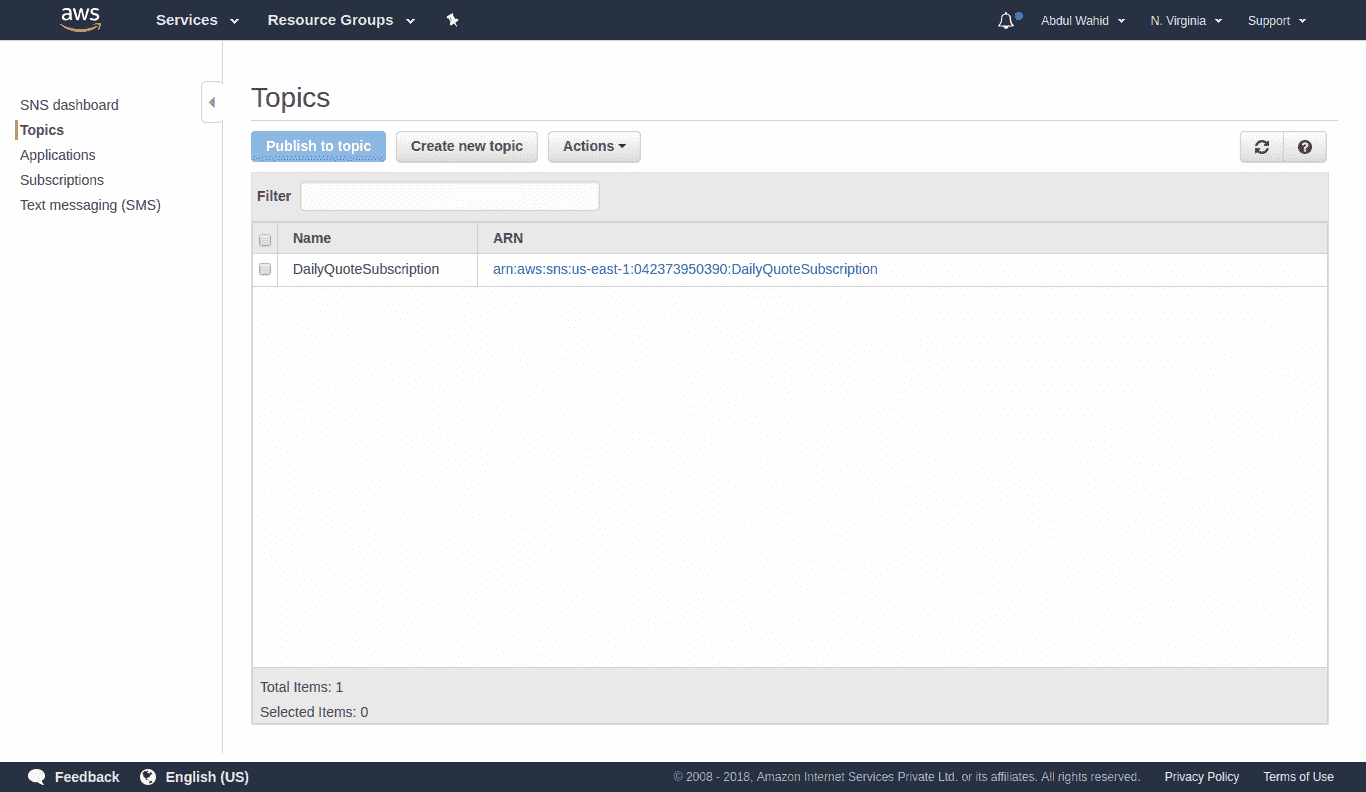 aws Services Resource Groups Abdul Wahid N. Virginia Support
SNS dashboard
Topics
Applications
Subscriptions
Text messaging (SMS)
Topics
Publish to topic Create new topic Actions
Filter
Name ARN
DailyQuoteSubscription arn:aws:sns:us-east-1:042373950390:DailyQuoteSubscription
Total Items: 1
Selected Items: 0
Feedback English (US) © 2008 - 2018, Amazon Internet Services Private Ltd. or its affiliates. All rights reserved. Privacy Policy Terms of Use